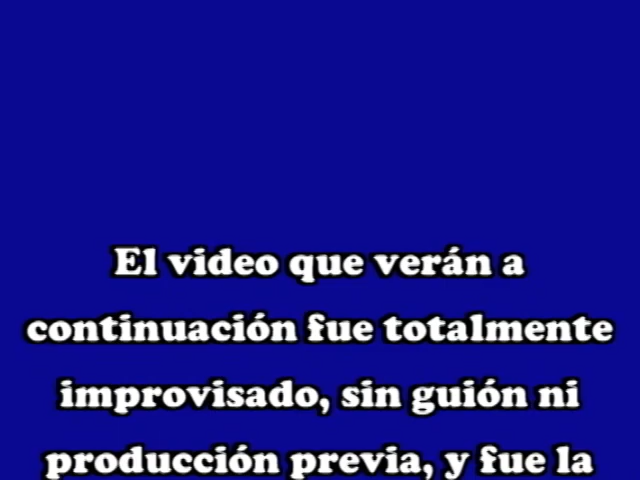 El video que verán a
continuación fue totalmente
improvisado, sin guión ni
producción previa, y fue la